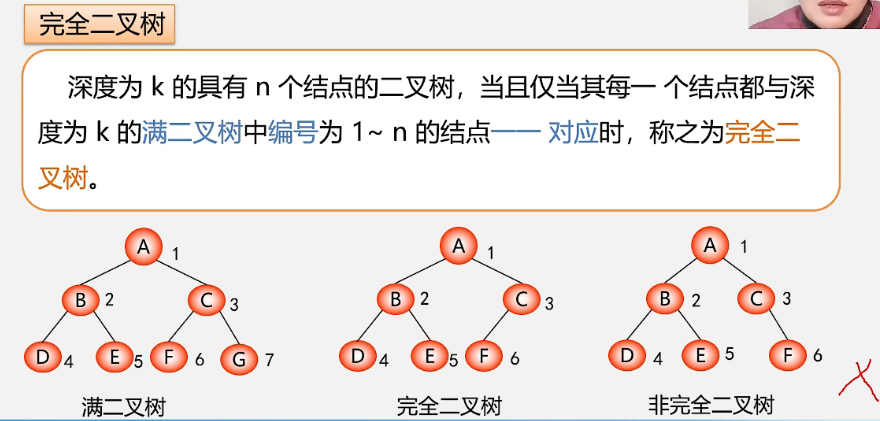 完全二叉树
深度为 k 的具有 n 个结点的二叉树，当且仅当其每一 个结点都与深
度为 k 的满二叉树中编号为 1~ n 的结点一一 对应时，称之为完全二
叉树。
A 1
B 2 C 3
D 4 E 5 F 6 G 7
满二叉树
A 1
B 2 C 3
D 4 E 5 F 6
完全二叉树
A 1
B 2 C 3
D 4 E 5 F 6
非完全二叉树